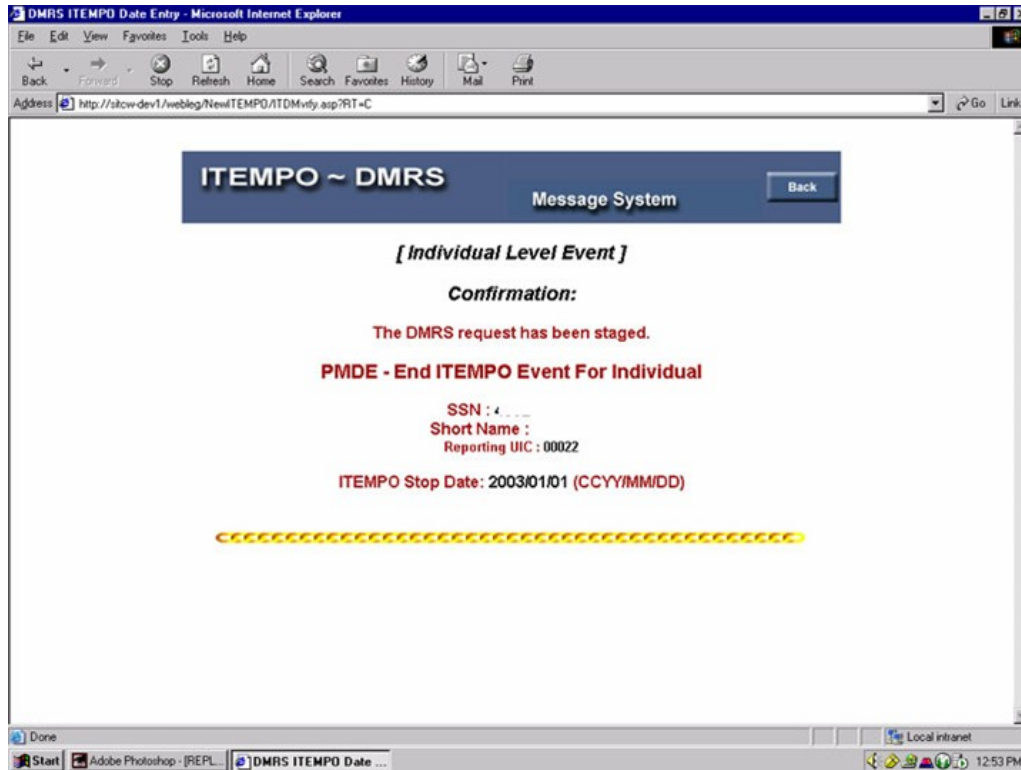 DMRS ITEMPO Date Entry - Microsoft Internet Explorer
File Edit View Favorites Tools Help
Back Forward Stop Refresh Home Search Favorites History Mail Print
Address http://sitcw-dev1/webleg/NewITEMPO/ITDMvify.asp?RT=C Go Link
ITEMPO ~ DMRS
Message System
Back
[ Individual Level Event ]
Confirmation:
The DMRS request has been staged.
PMDE - End ITEMPO Event For Individual
SSN :
Short Name :
Reporting UIC : 00022
ITEMPO Stop Date: 2003/01/01 (CCYY/MM/DD)
Done Local intranet
Start Adobe Photoshop - [REPL... DMRS ITEMPO Date ... 12:53 PM